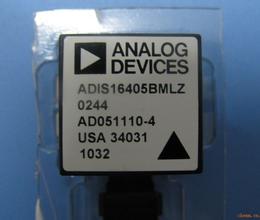 ANALOG
DEVICES
ADIS16405BMLZ
0244
AD051110-4
USA 34031
1032